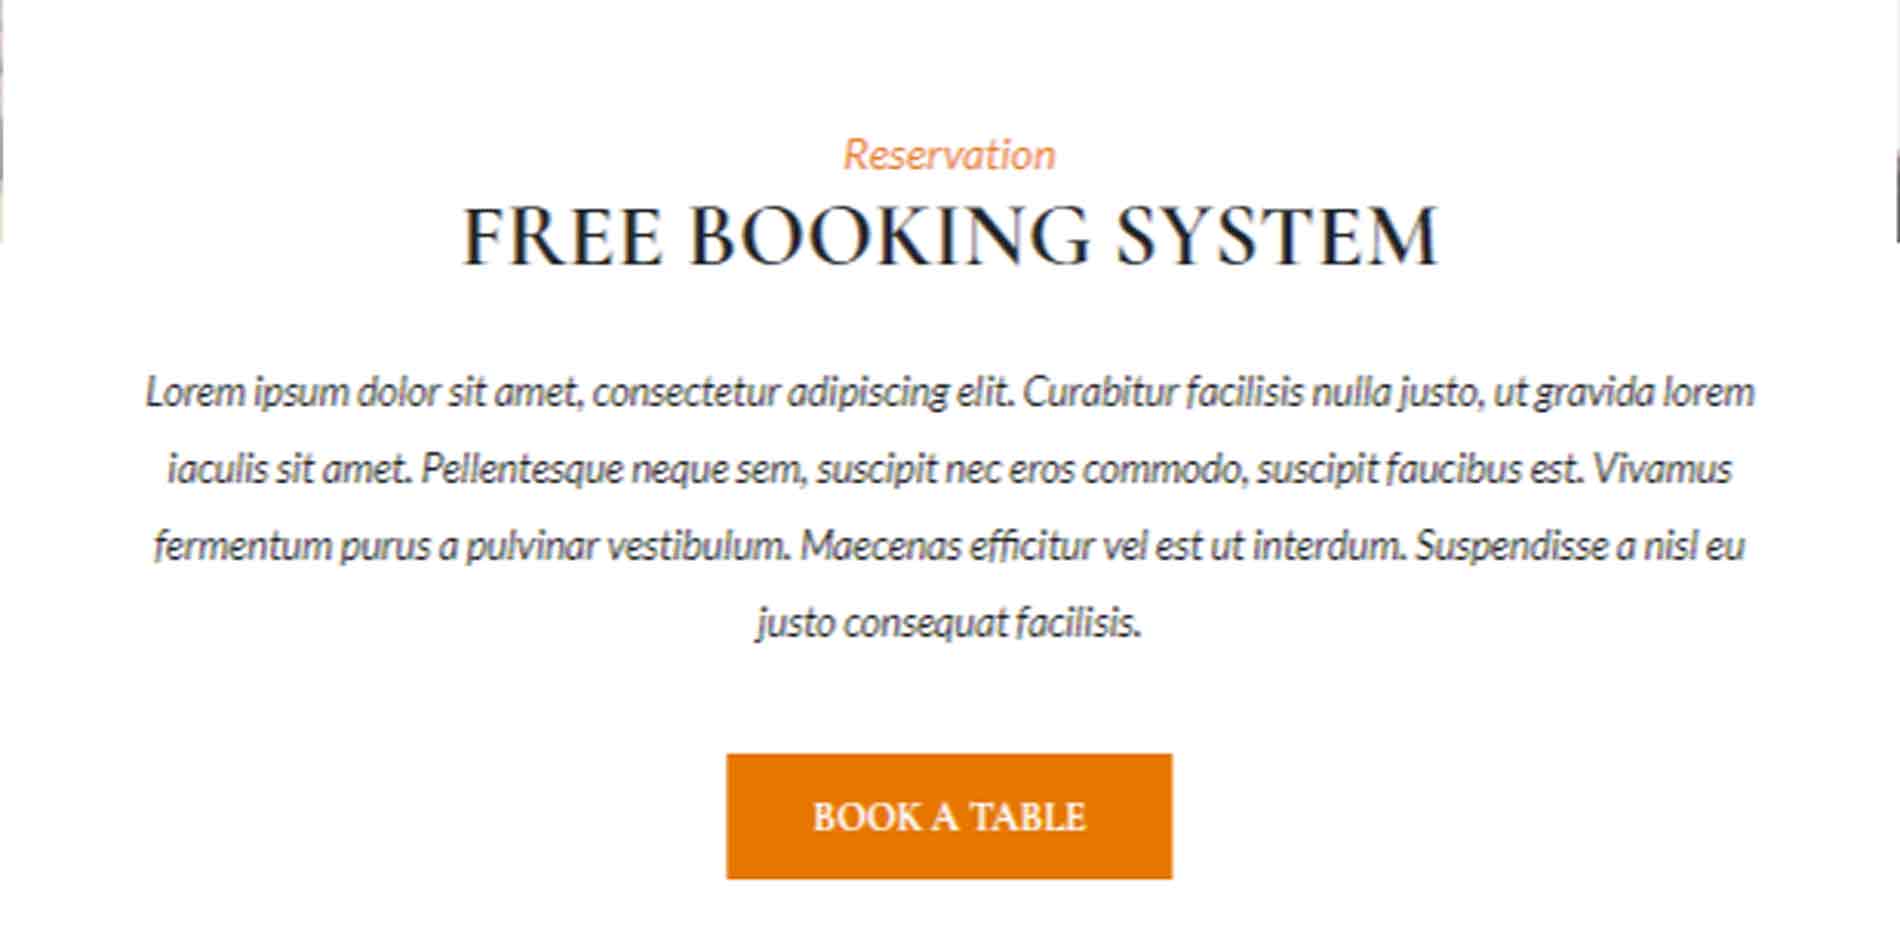 Reservation
FREE BOOKING SYSTEM
Lorem ipsum dolor sit amet, consectetur adipiscing elit. Curabitur facilisis nulla justo, ut gravida lorem
iaculis sit amet. Pellentesque neque sem, suscipit nec eros commodo, suscipit faucibus est. Vivamus
fermentum purus a pulvinar vestibulum. Maecenas efficitur vel est ut interdum. Suspendisse a nisl eu
justo consequat facilisis.
BOOK A TABLE